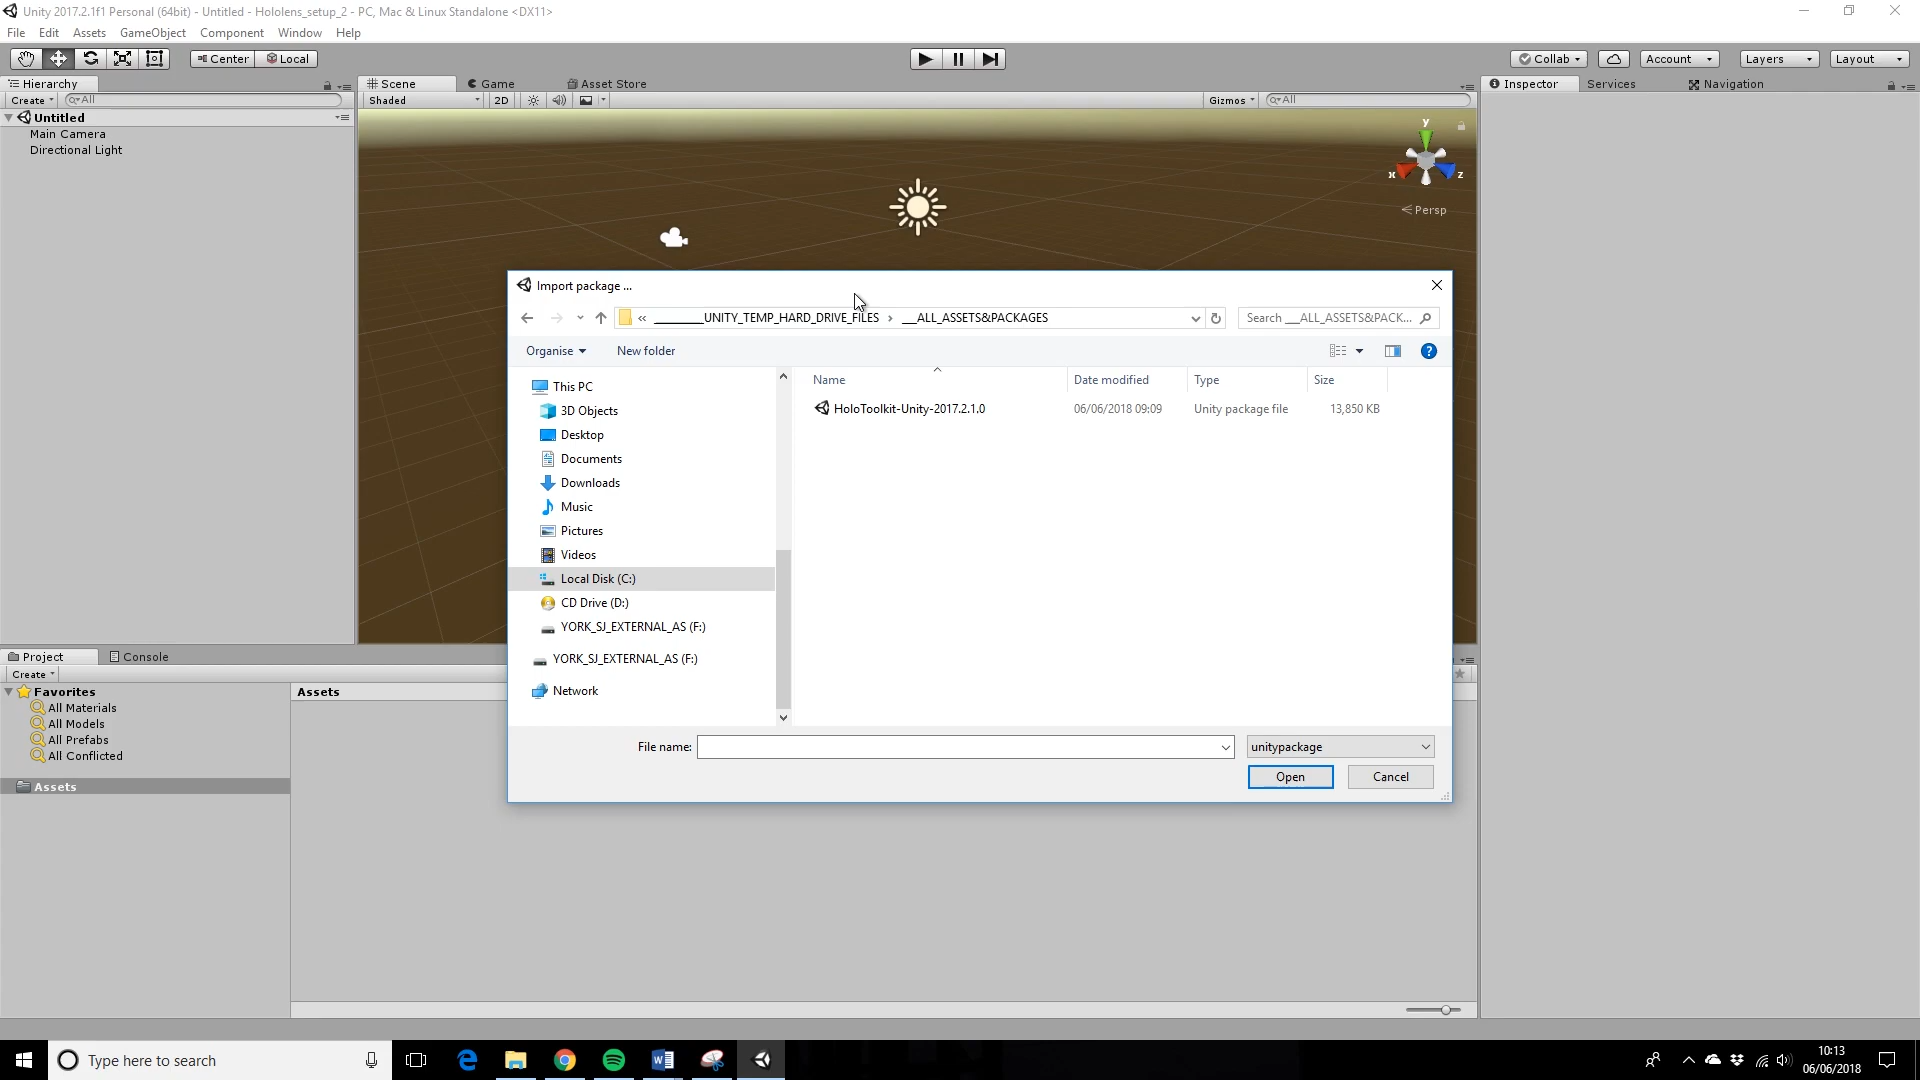 Unity 2017.2.1f1 Personal (64bit) - Untitled - Hololens_setup_2 - PC, Mac & Linux Standalone <DX11>
File Edit Assets GameObject Component Window Help
Center Local Collab Account Layers Layout
Hierarchy Scene Game Asset Store Inspector Services Navigation
Create All Shaded 2D Gizmos All
Untitled
Main Camera
Directional Light
y
x z
Persp
Import package ...
« _________UNITY_TEMP_HARD_DRIVE_FILES › ___ALL_ASSETS&PACKAGES Search ___ALL_ASSETS&PACK...
Organise New folder ?
Name Date modified Type Size
HoloToolkit-Unity-2017.2.1.0 06/06/2018 09:09 Unity package file 13,850 KB
This PC
3D Objects
Desktop
Documents
Downloads
Music
Pictures
Videos
Local Disk (C:)
CD Drive (D:)
YORK_SJ_EXTERNAL_AS (F:)
YORK_SJ_EXTERNAL_AS (F:)
Network
File name: unitypackage
Open Cancel
Project Console
Create
Favorites
All Materials
All Models
All Prefabs
All Conflicted
Assets
Assets
Type here to search
10:13
06/06/2018